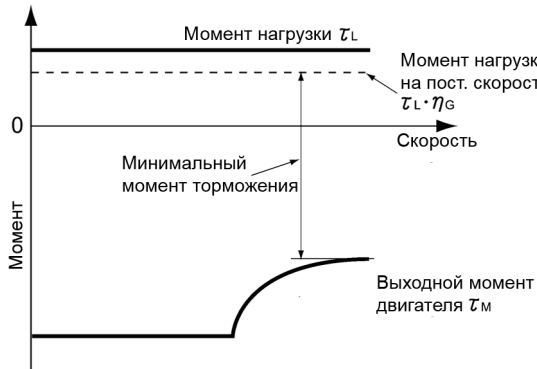 Момент нагрузки τL
Момент нагрузк
на пост. скорост
τL·ηG
0
Скорость
Минимальный
момент торможения
Момент
Выходной момент
двигателя τM